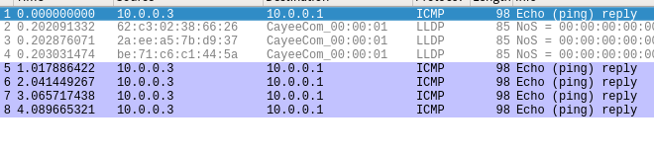 1 0.000000000 10.0.0.3 10.0.0.1 ICMP 98 Echo (ping) reply
2 0.202091332 62:c3:02:38:66:26 CayeeCom_00:00:01 LLDP 85 NoS = 00:00:00:00:00
3 0.202876071 2a:ee:a5:7b:d9:37 CayeeCom_00:00:01 LLDP 85 NoS = 00:00:00:00:00
4 0.203031474 be:71:c6:c1:44:5a CayeeCom_00:00:01 LLDP 85 NoS = 00:00:00:00:00
5 1.017886422 10.0.0.3 10.0.0.1 ICMP 98 Echo (ping) reply
6 2.041449267 10.0.0.3 10.0.0.1 ICMP 98 Echo (ping) reply
7 3.065717438 10.0.0.3 10.0.0.1 ICMP 98 Echo (ping) reply
8 4.089665321 10.0.0.3 10.0.0.1 ICMP 98 Echo (ping) reply